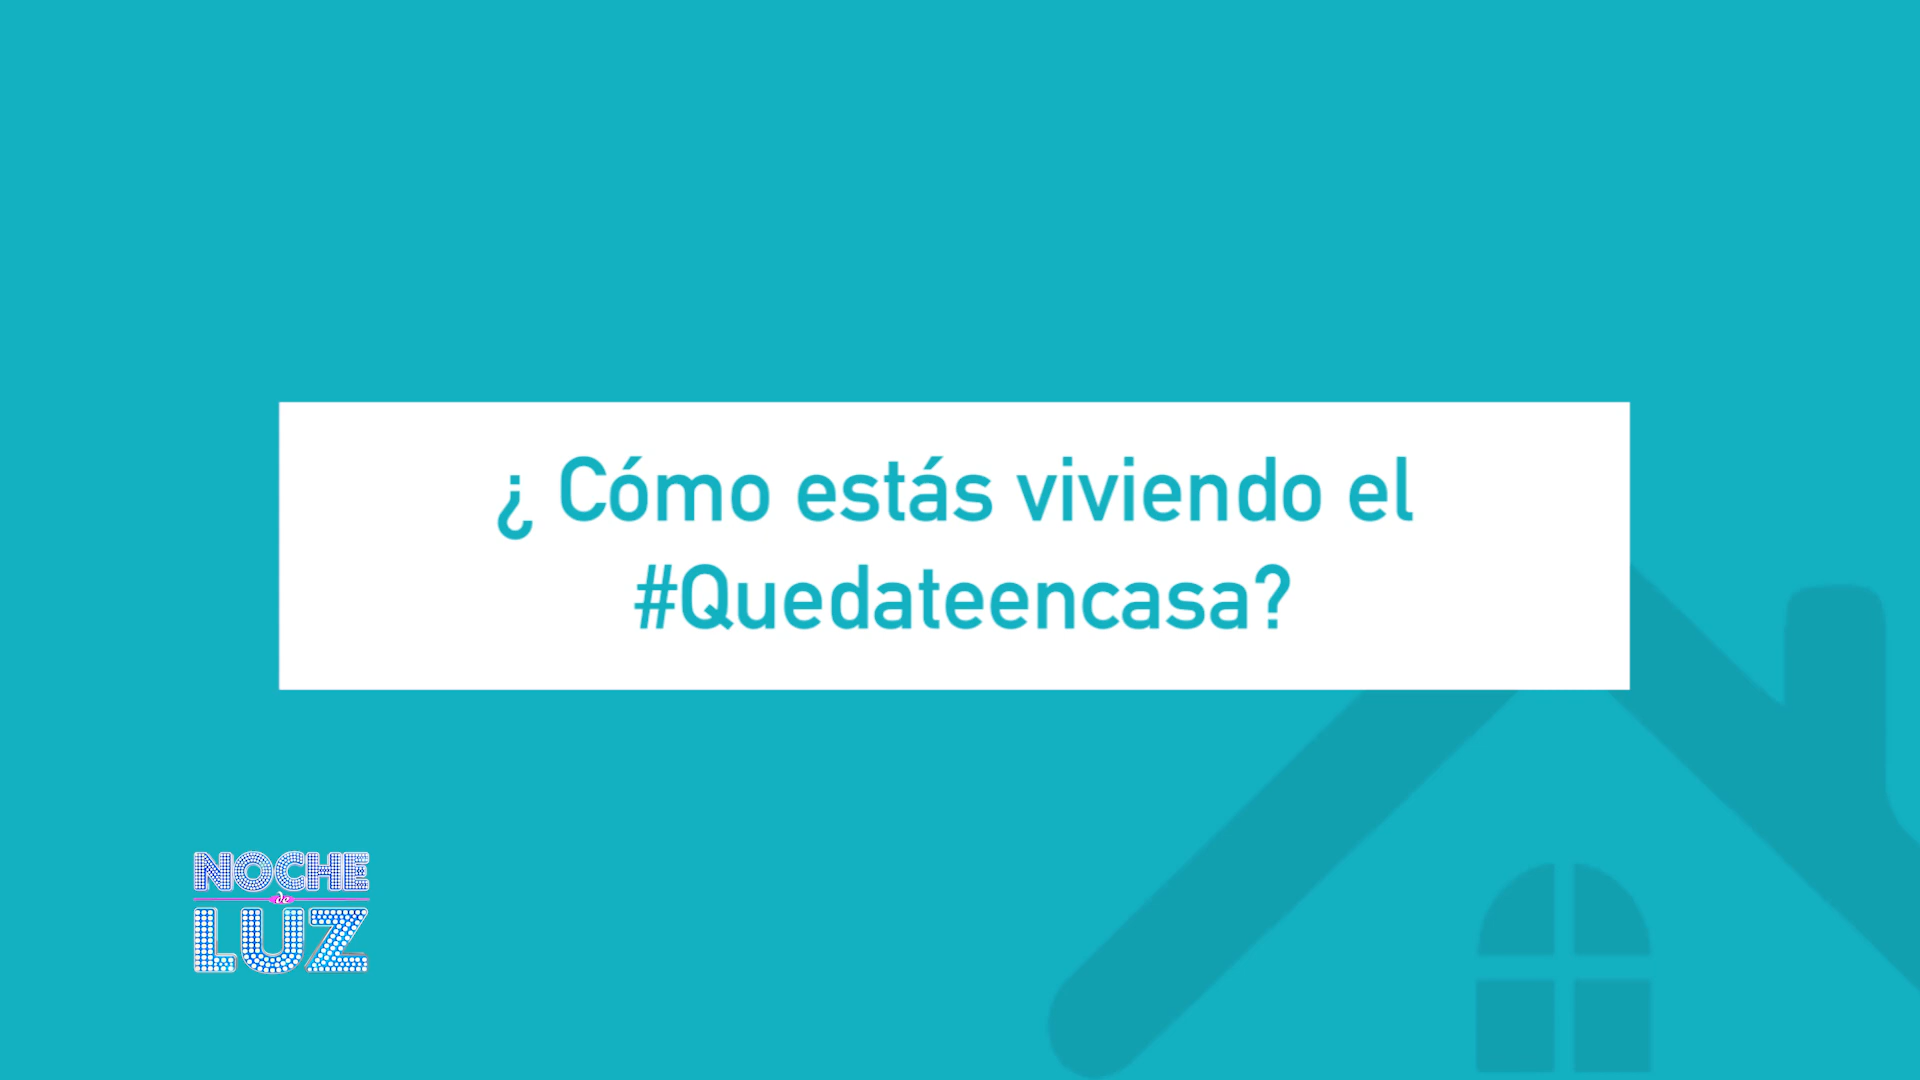 ¿ Cómo estás viviendo el
#Quedateencasa?
NOCHE
de
LUZ